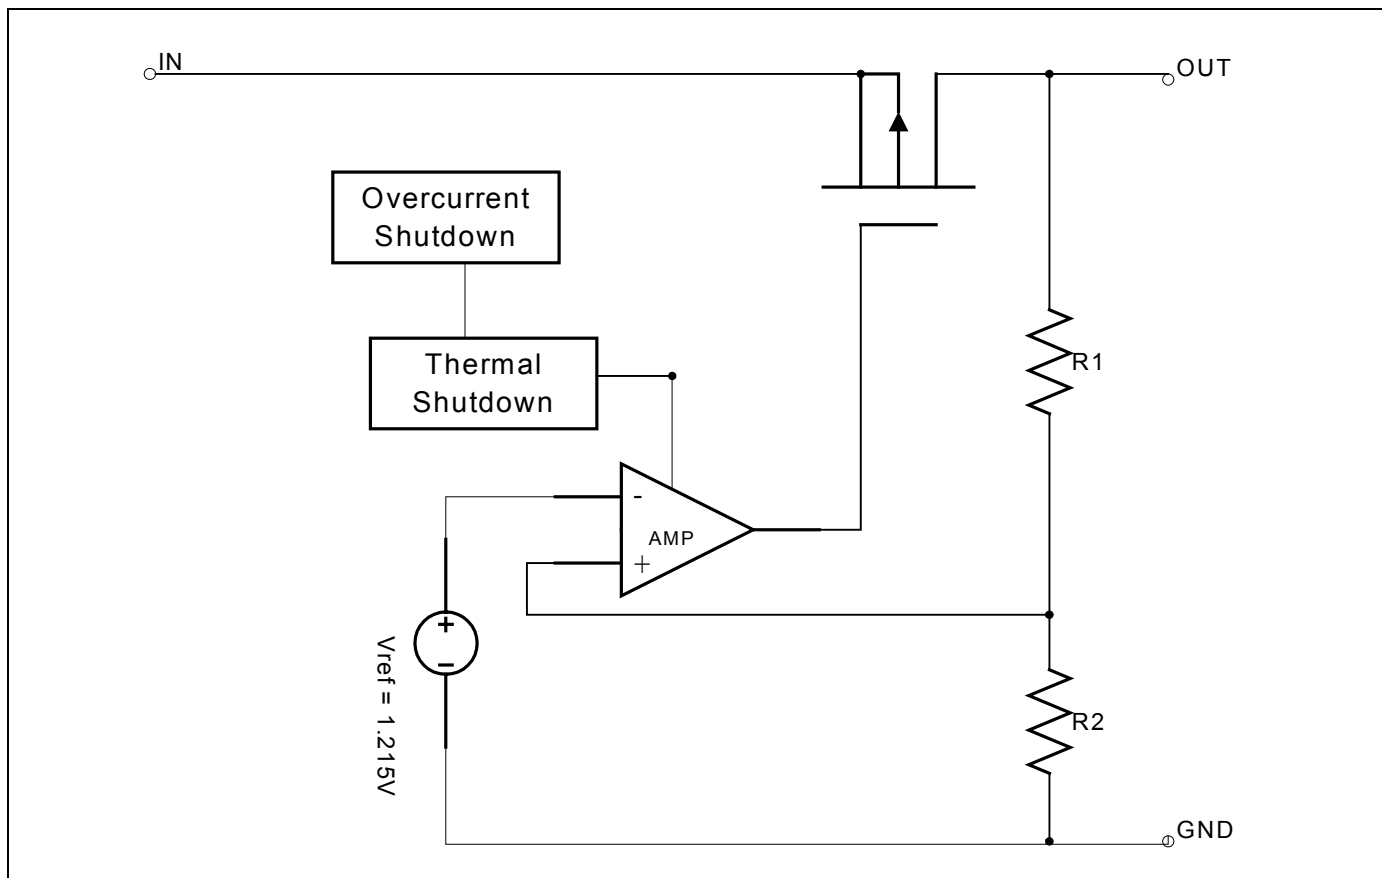 IN
OUT
Overcurrent
Shutdown
Thermal
Shutdown
R1
-
AMP
+
+
−
Vref = 1.215V
R2
GND